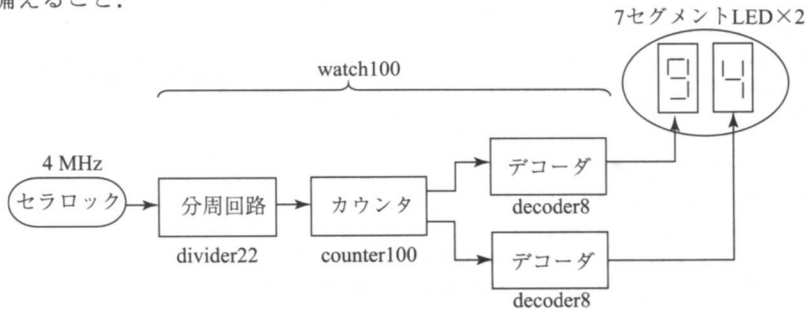 備えること.
7セグメントLED×2
watch100
94
4 MHz
セラロック
分周回路
カウンタ
デコーダ
divider22
counter100
decoder8
デコーダ
decoder8